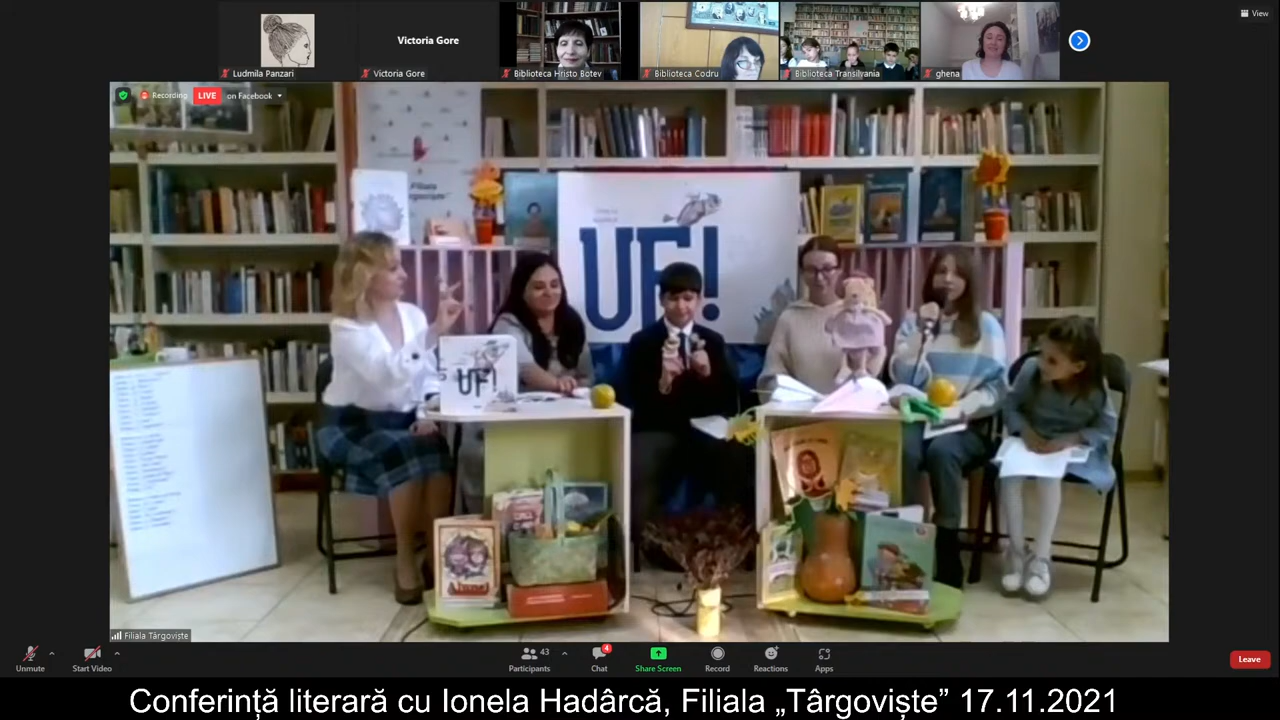 View
Victoria Gore
Ludmila Panzari
Victoria Gore
Biblioteca Hristo Botev
Biblioteca Codru
Biblioteca Transilvania
ghena
Recording
LIVE
on Facebook
Filiala
UF!
UF!
Filiala Târgoviște
Unmute
Start Video
Participants
43
Chat
4
Share Screen
Record
Reactions
Apps
Leave
Conferință literară cu Ionela Hadârcă, Filiala „Târgoviște” 17.11.2021